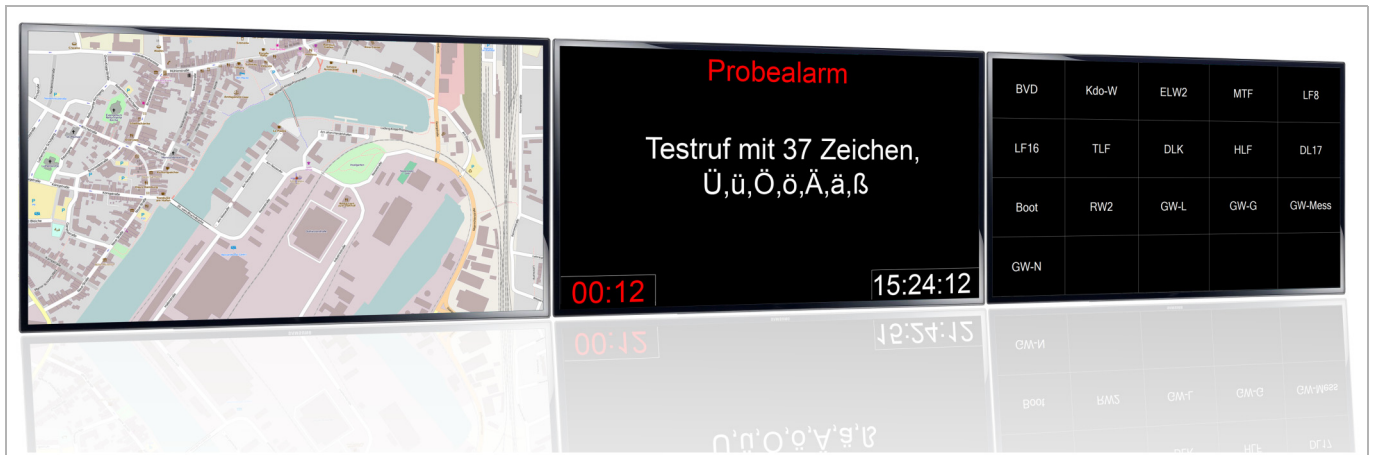 Probealarm
Testruf mit 37 Zeichen,
Ü,ü,Ö,ö,Ä,ä,ß
00:12
15:24:12
BVD Kdo-W ELW2 MTF LF8
LF16 TLF DLK HLF DL17
Boot RW2 GW-L GW-G GW-Mess
GW-N